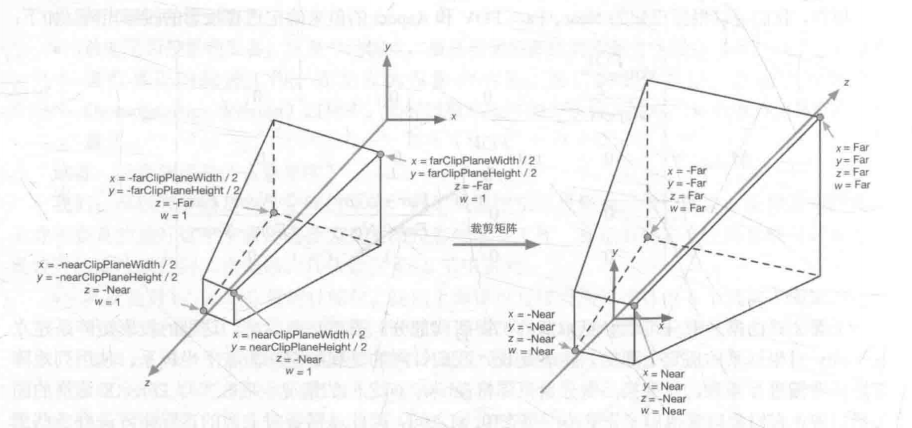 y
x
x = -farClipPlaneWidth / 2
y = -farClipPlaneHeight / 2
z = -Far
w = 1
x = farClipPlaneWidth / 2
y = farClipPlaneHeight / 2
z = -Far
w = 1
x = -nearClipPlaneWidth / 2
y = -nearClipPlaneHeight / 2
z = -Near
w = 1
x = nearClipPlaneWidth / 2
y = nearClipPlaneHeight / 2
z = -Near
w = 1
z
裁剪矩阵
z
x = Far
y = Far
z = Far
w = Far
x = -Far
y = -Far
z = Far
w = Far
y
x = -Near
y = -Near
z = -Near
w = Near
x = Near
y = Near
z = -Near
w = Near